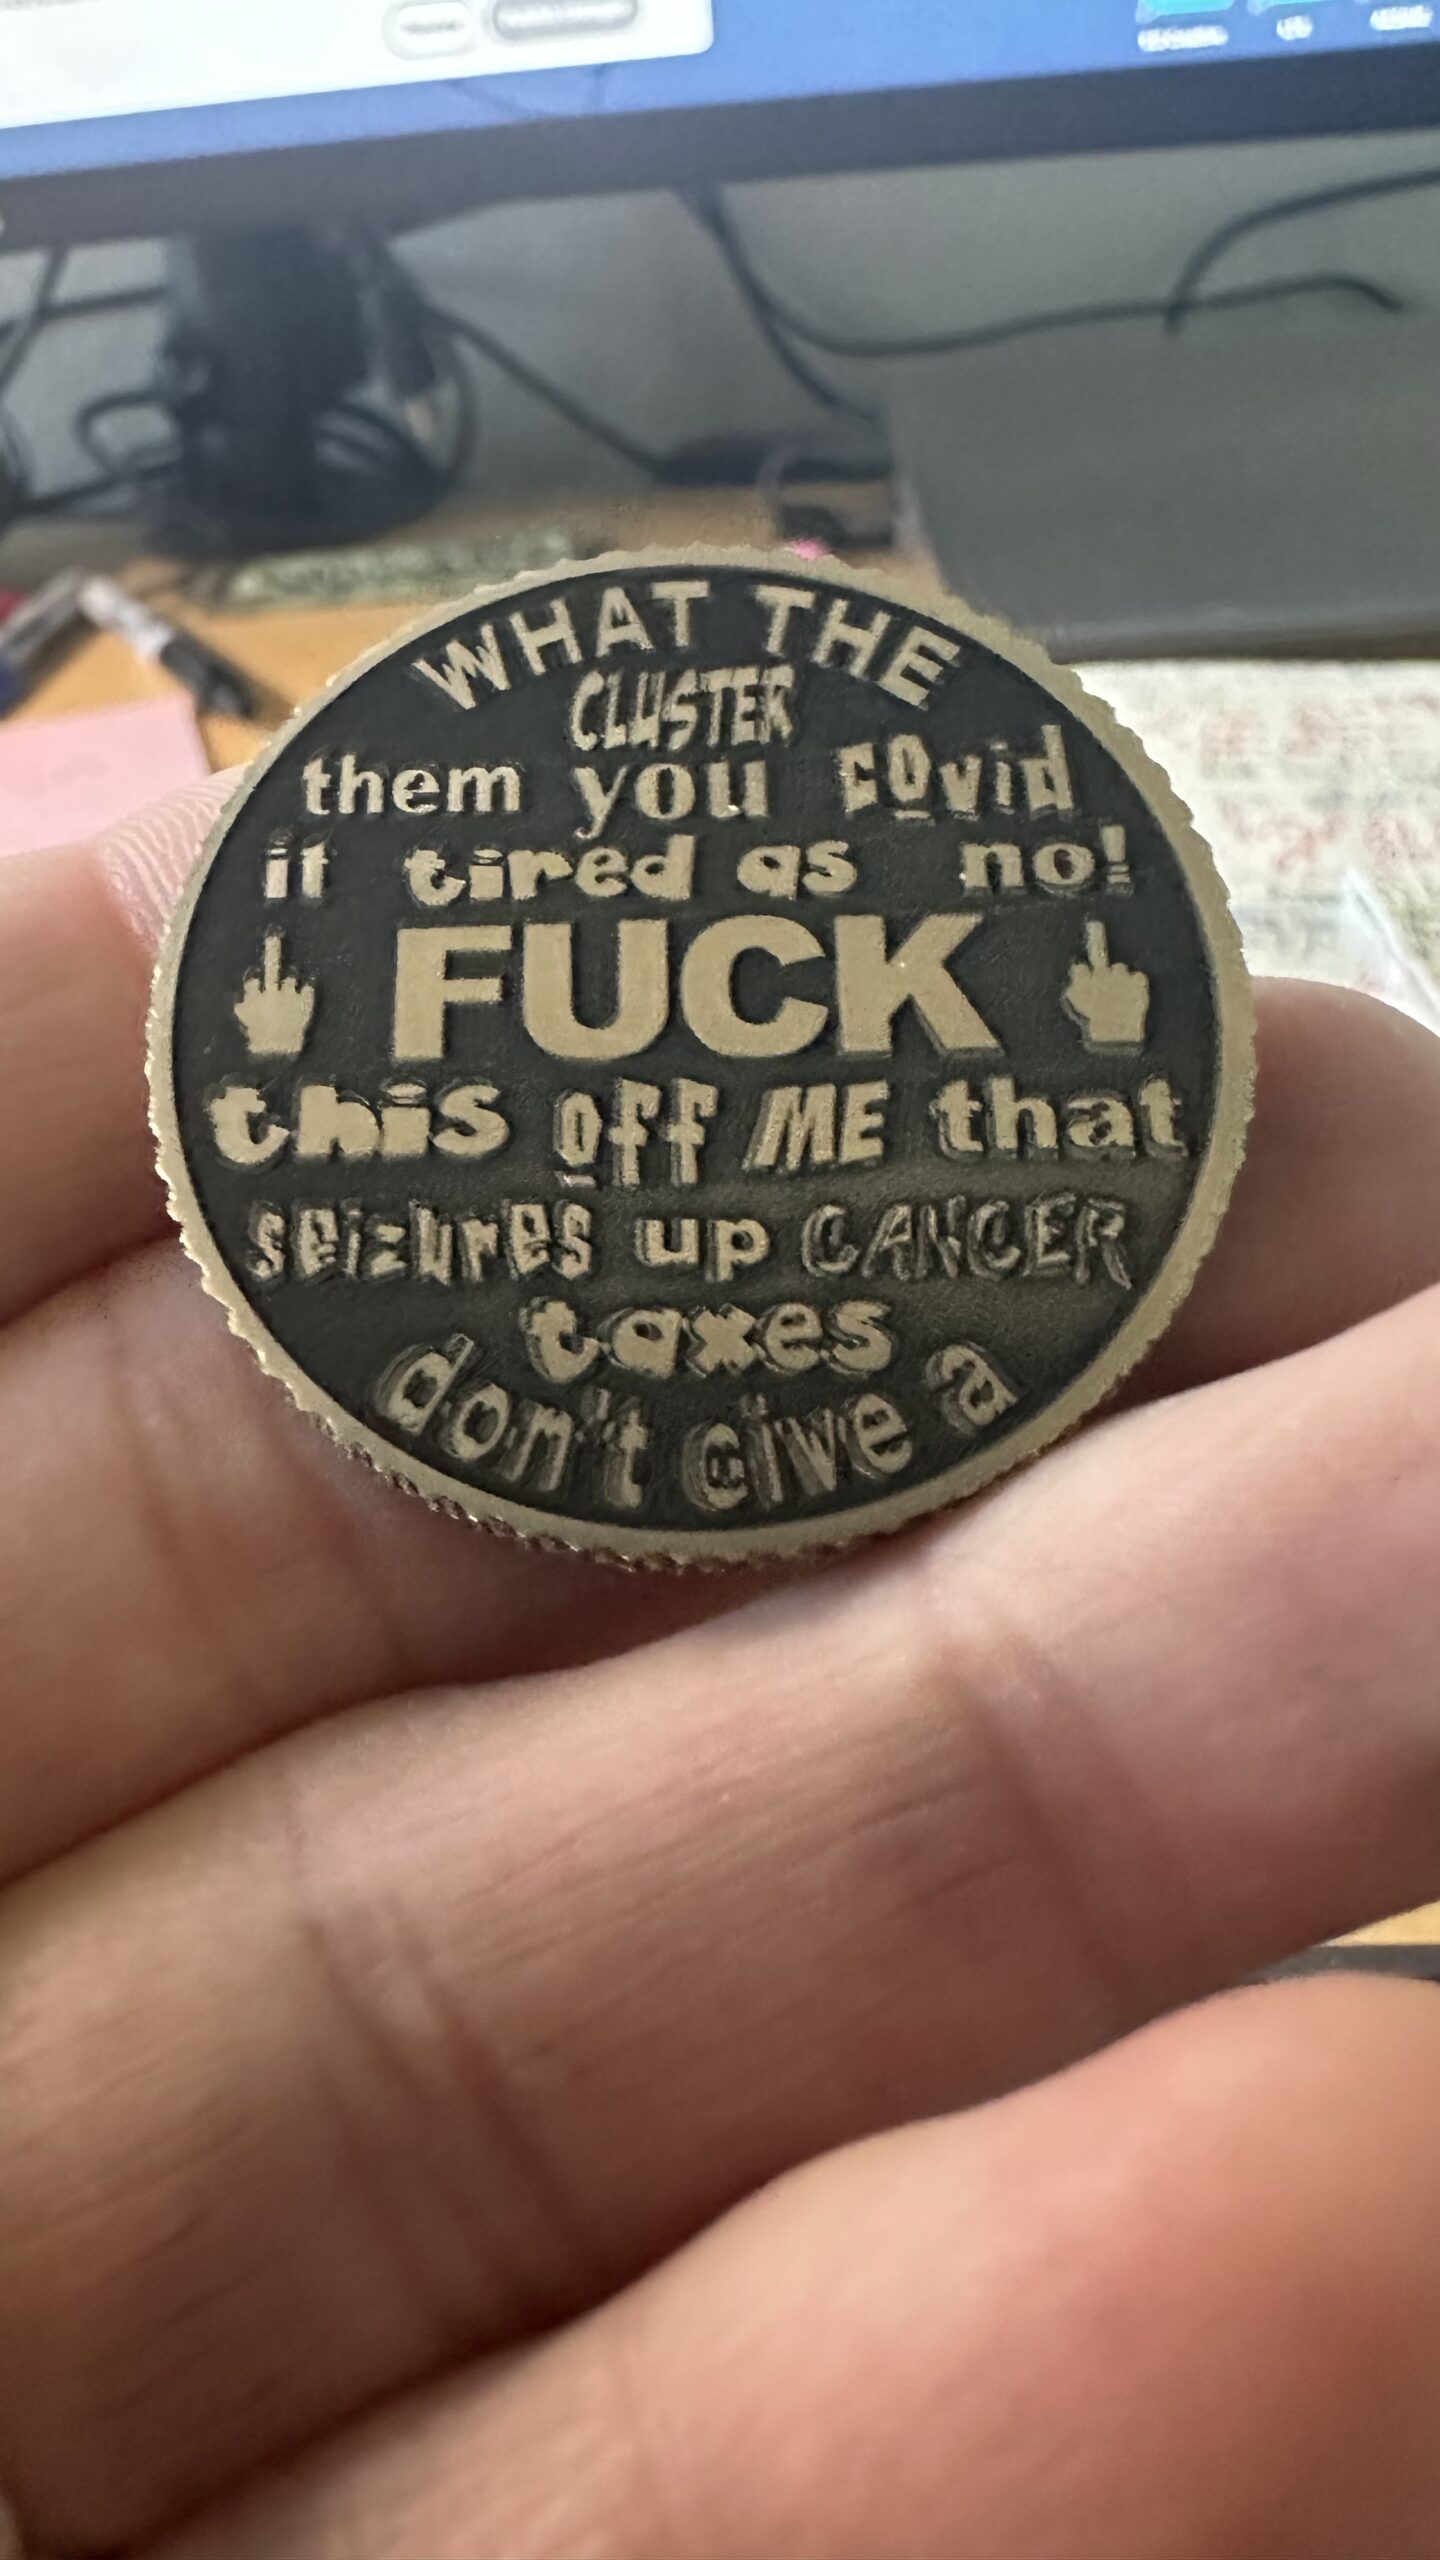 WHAT THE
CLUSTER
them you covid
it tired as no!
FUCK
this off ME that
seizures up CANCER
taxes
don't give a